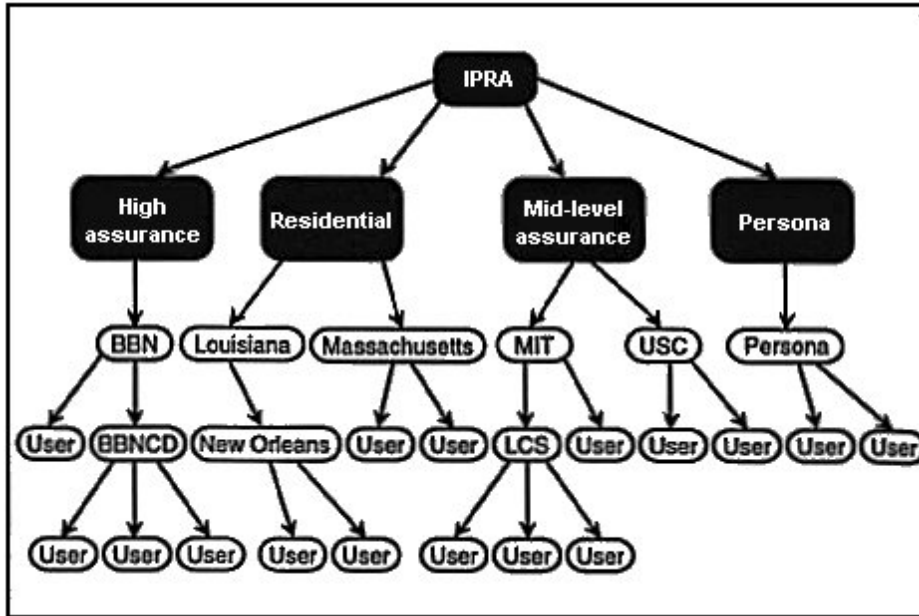 IPRA
High
assurance
Residential
Mid-level
assurance
Persona
BBN
Louisiana
Massachusetts
MIT
USC
Persona
User
BBNCD
New Orleans
User
User
LCS
User
User
User
User
User
User
User
User
User
User
User
User
User